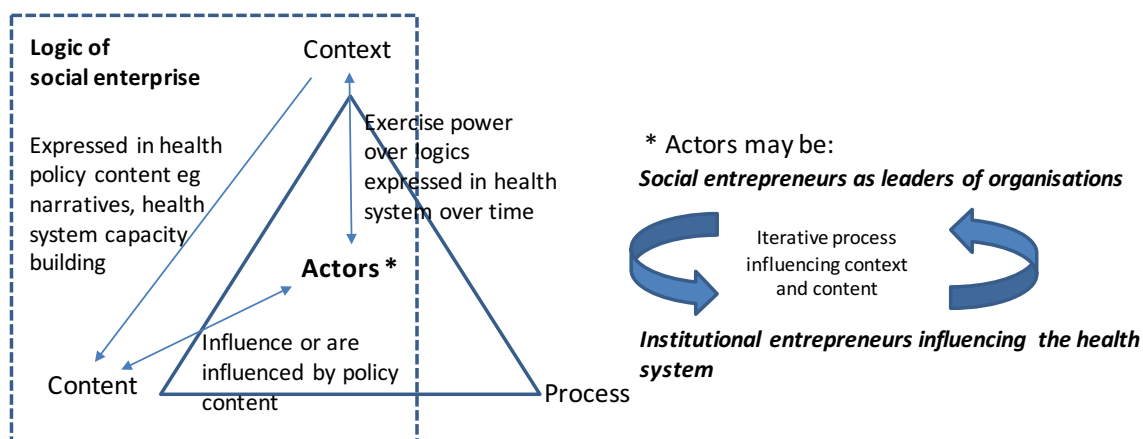 Logic of
social enterprise
Context
Expressed in health
policy content eg
narratives, health
system capacity
building
Exercise power
over logics
expressed in health
system over time
Actors *
Influence or are
influenced by policy
content
Content
Process
* Actors may be:
Social entrepreneurs as leaders of organisations
Iterative process
influencing context
and content
Institutional entrepreneurs influencing the health
system